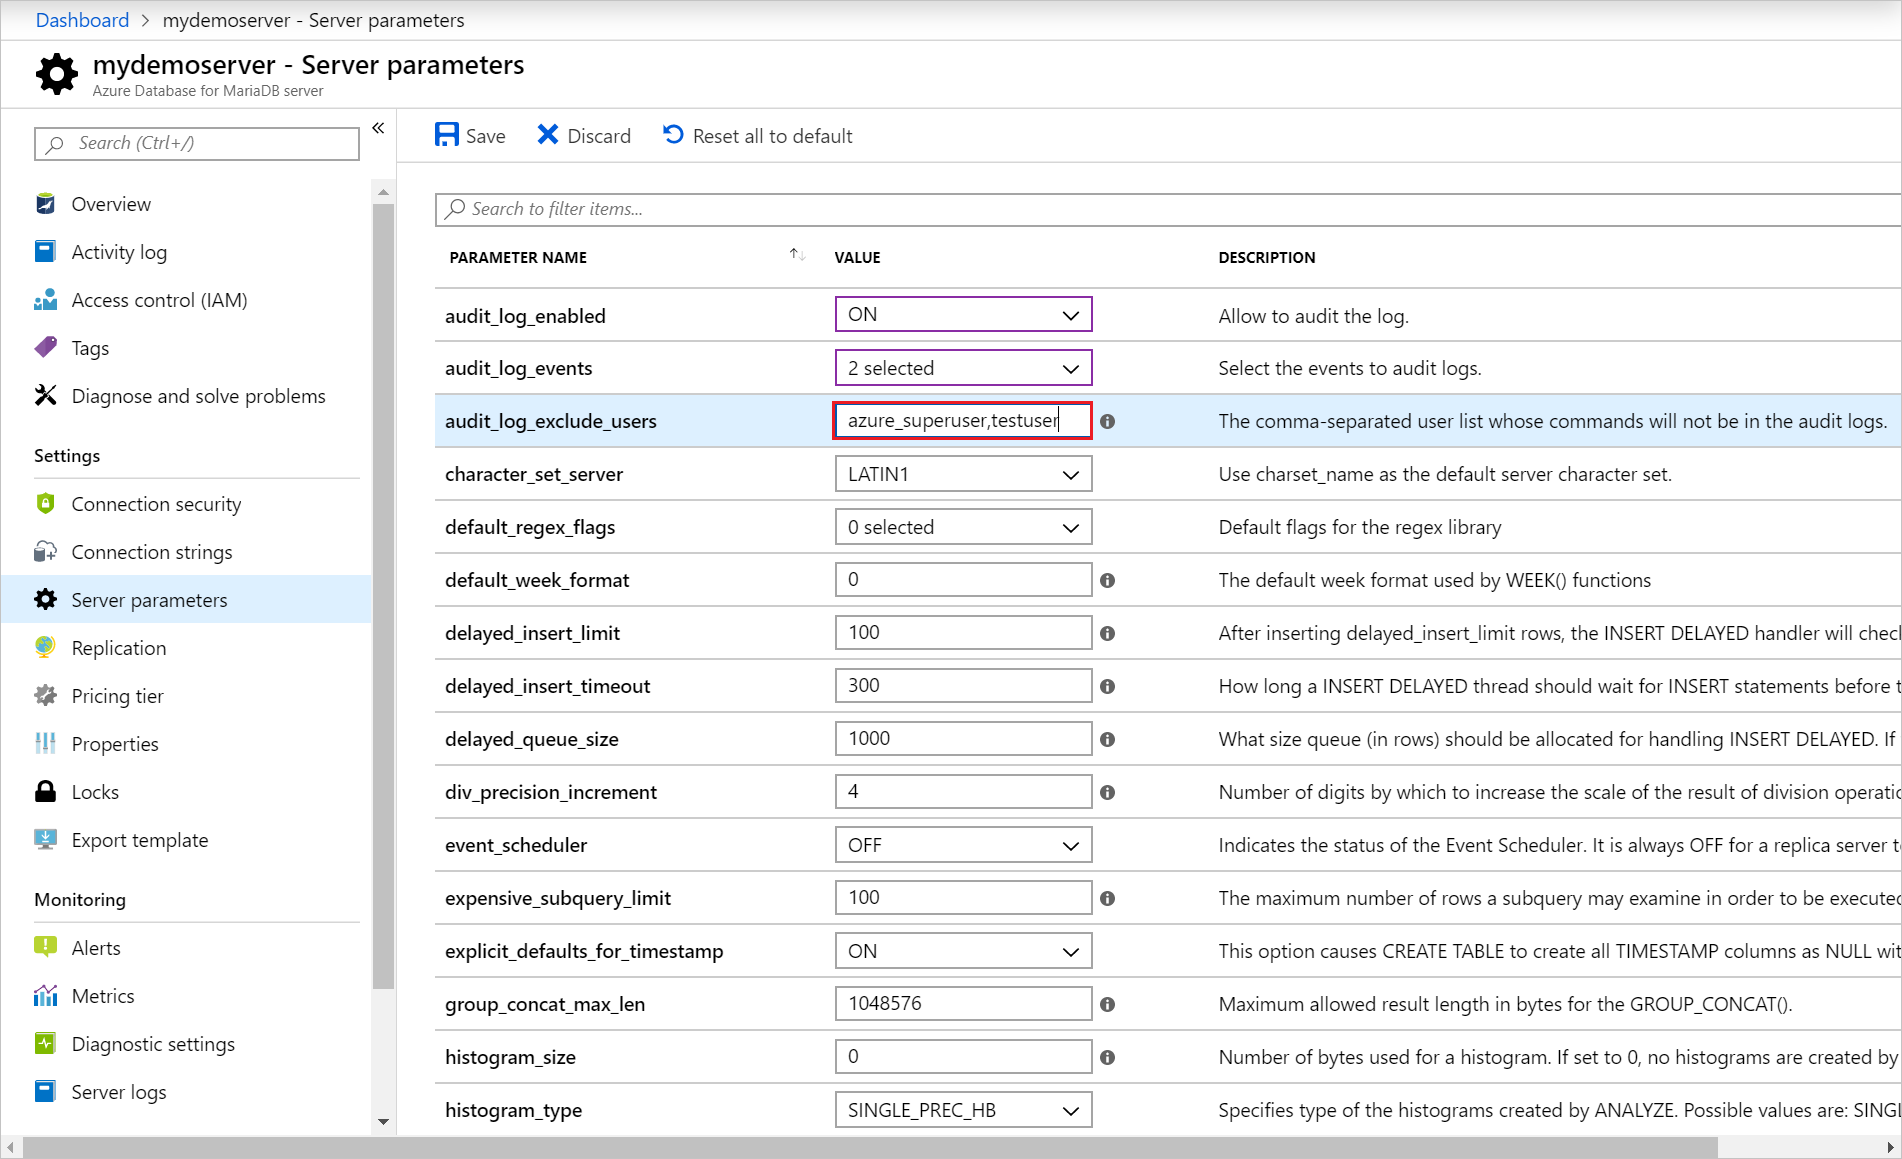 Dashboard > mydemoserver - Server parameters
mydemoserver - Server parameters
Azure Database for MariaDB server
Search (Ctrl+/)
«
Overview
Activity log
Access control (IAM)
Tags
Diagnose and solve problems
Settings
Connection security
Connection strings
Server parameters
Replication
Pricing tier
Properties
Locks
Export template
Monitoring
Alerts
Metrics
Diagnostic settings
Server logs
Save Discard Reset all to default
Search to filter items...
PARAMETER NAME VALUE DESCRIPTION
audit_log_enabled ON Allow to audit the log.
audit_log_events 2 selected Select the events to audit logs.
audit_log_exclude_users azure_superuser,testuser The comma-separated user list whose commands will not be in the audit logs.
character_set_server LATIN1 Use charset_name as the default server character set.
default_regex_flags 0 selected Default flags for the regex library
default_week_format 0 The default week format used by WEEK() functions
delayed_insert_limit 100 After inserting delayed_insert_limit rows, the INSERT DELAYED handler will chec
delayed_insert_timeout 300 How long a INSERT DELAYED thread should wait for INSERT statements before t
delayed_queue_size 1000 What size queue (in rows) should be allocated for handling INSERT DELAYED. If
div_precision_increment 4 Number of digits by which to increase the scale of the result of division operatio
event_scheduler OFF Indicates the status of the Event Scheduler. It is always OFF for a replica server t
expensive_subquery_limit 100 The maximum number of rows a subquery may examine in order to be executed
explicit_defaults_for_timestamp ON This option causes CREATE TABLE to create all TIMESTAMP columns as NULL wit
group_concat_max_len 1048576 Maximum allowed result length in bytes for the GROUP_CONCAT().
histogram_size 0 Number of bytes used for a histogram. If set to 0, no histograms are created by
histogram_type SINGLE_PREC_HB Specifies type of the histograms created by ANALYZE. Possible values are: SINGL